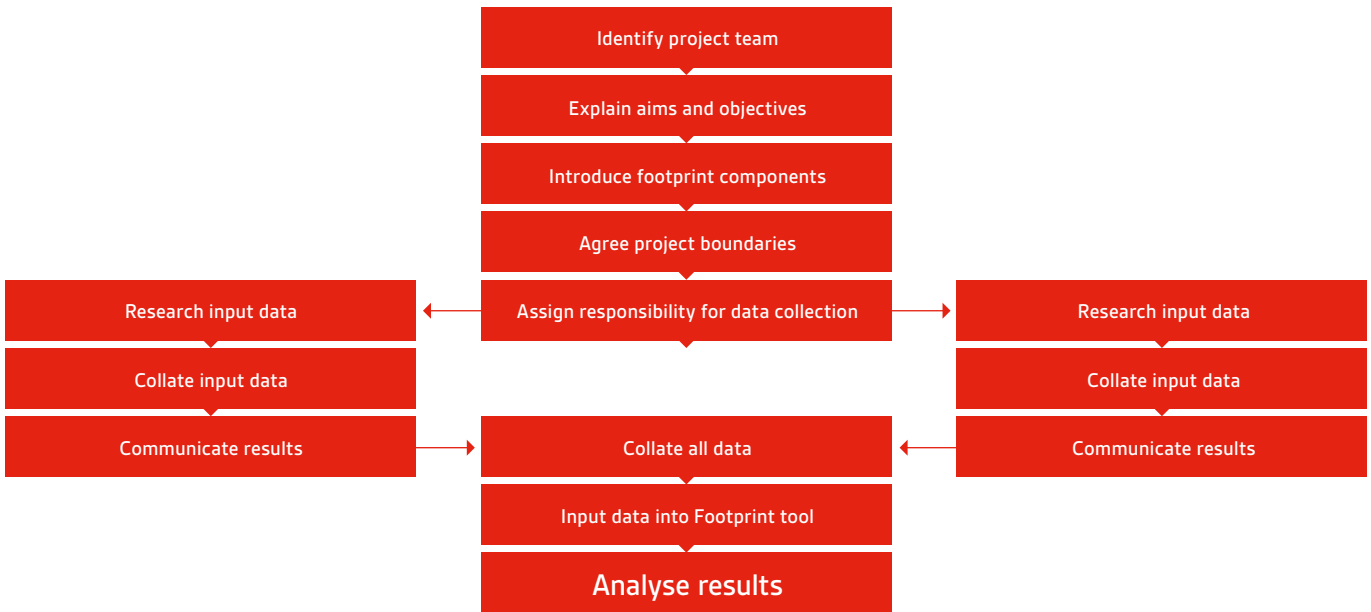 Identify project team
Explain aims and objectives
Introduce footprint components
Agree project boundaries
Research input data
Assign responsibility for data collection
Research input data
Collate input data
Collate input data
Communicate results
Collate all data
Communicate results
Input data into Footprint tool
Analyse results